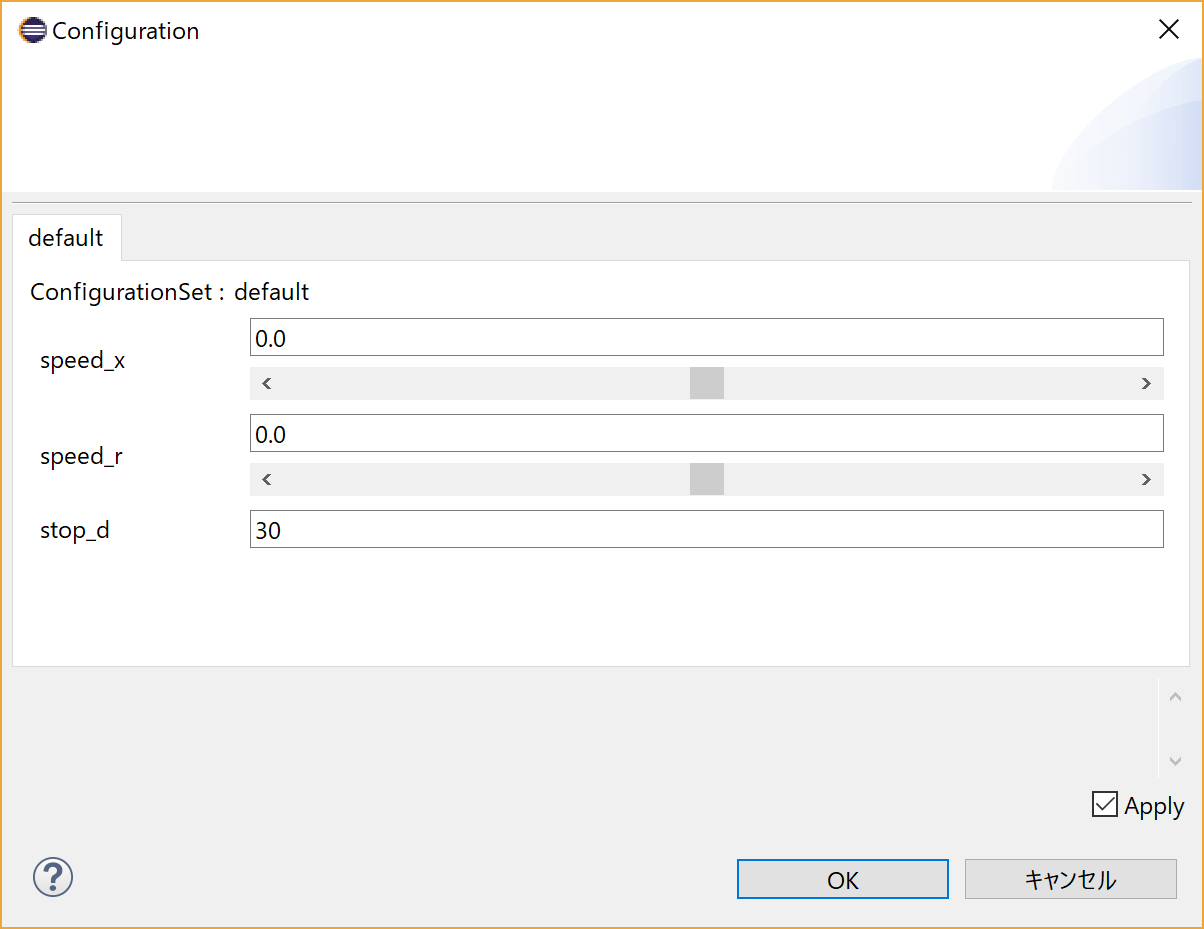 Configuration
default
ConfigurationSet : default
speed_x
0.0
speed_r
0.0
stop_d
30
Apply
OK
キャンセル